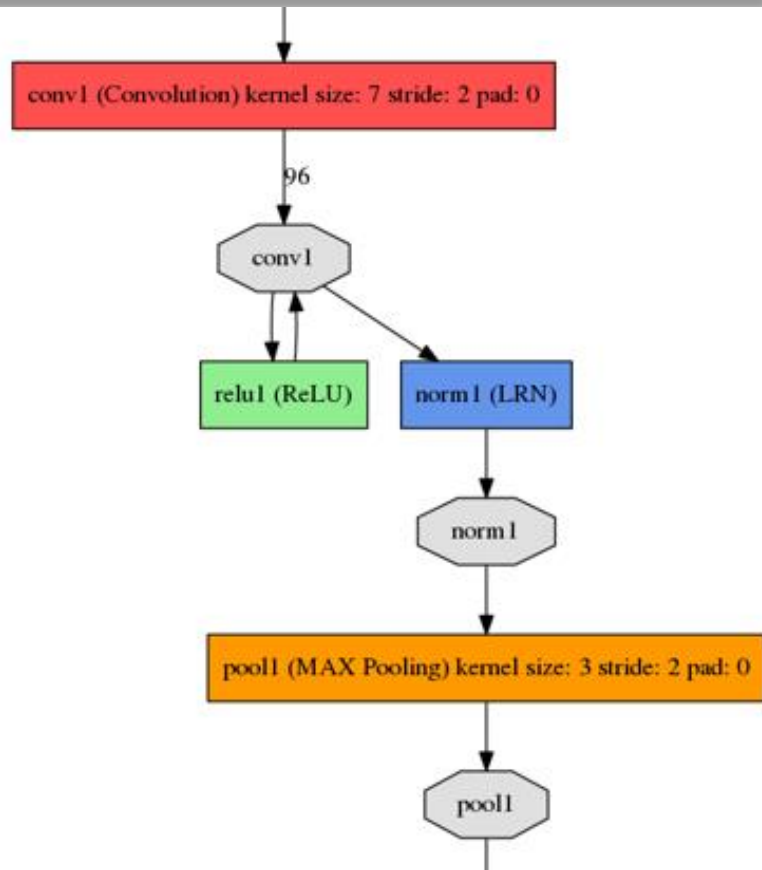 conv1 (Convolution) kernel size: 7 stride: 2 pad: 0
96
conv1
relu1 (ReLU)
norm1 (LRN)
norm1
pool1 (MAX Pooling) kernel size: 3 stride: 2 pad: 0
pool1